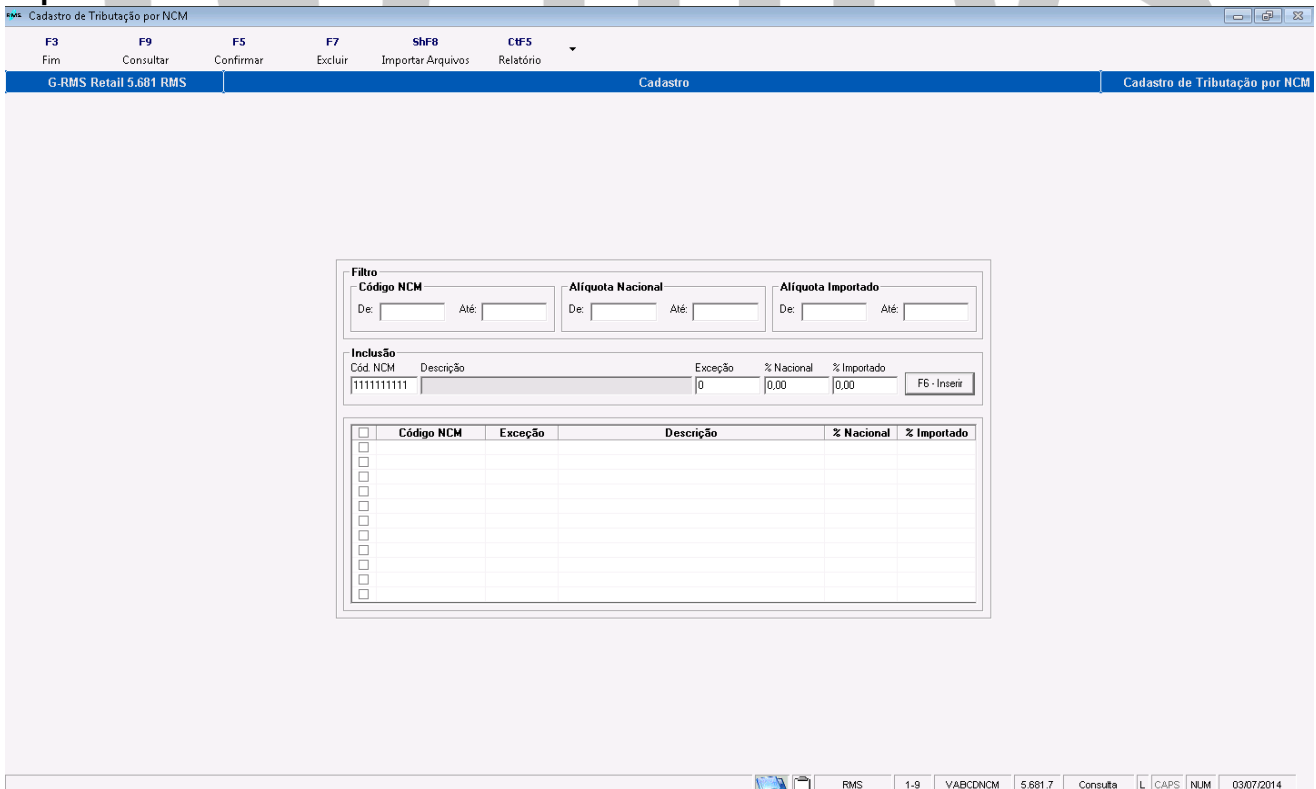 RMS Cadastro de Tributação por NCM
F3 F9 F5 F7 ShF8 CtF5
Fim Consultar Confirmar Excluir Importar Arquivos Relatório
G-RMS Retail 5.681 RMS Cadastro Cadastro de Tributação por NCM
Filtro
Código NCM Alíquota Nacional Alíquota Importado
De: Até: De: Até: De: Até:
Inclusão
Cód. NCM Descrição Exceção % Nacional % Importado
1111111111 0 0,00 0,00 F6 - Inserir
Código NCM Exceção Descrição % Nacional % Importado
RMS 1-9 VABCDNCM 5.681.7 Consulta L CAPS NUM 03/07/2014